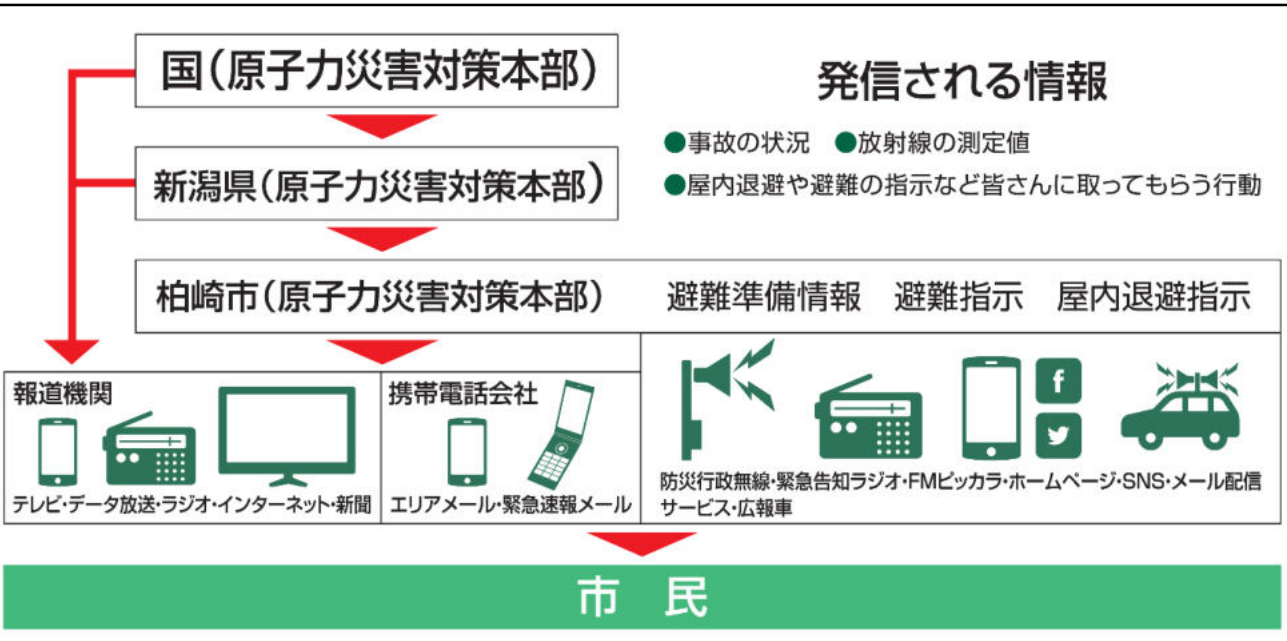 国(原子力災害対策本部)
発信される情報
●事故の状況 ●放射線の測定値
新潟県(原子力災害対策本部)
●屋内退避や避難の指示など皆さんに取ってもらう行動
柏崎市(原子力災害対策本部) 避難準備情報 避難指示 屋内退避指示
報道機関
携帯電話会社
テレビ・データ放送・ラジオ・インターネット・新聞
エリアメール・緊急速報メール
防災行政無線・緊急告知ラジオ・FMピッカラ・ホームページ・SNS・メール配信
サービス・広報車
市 民